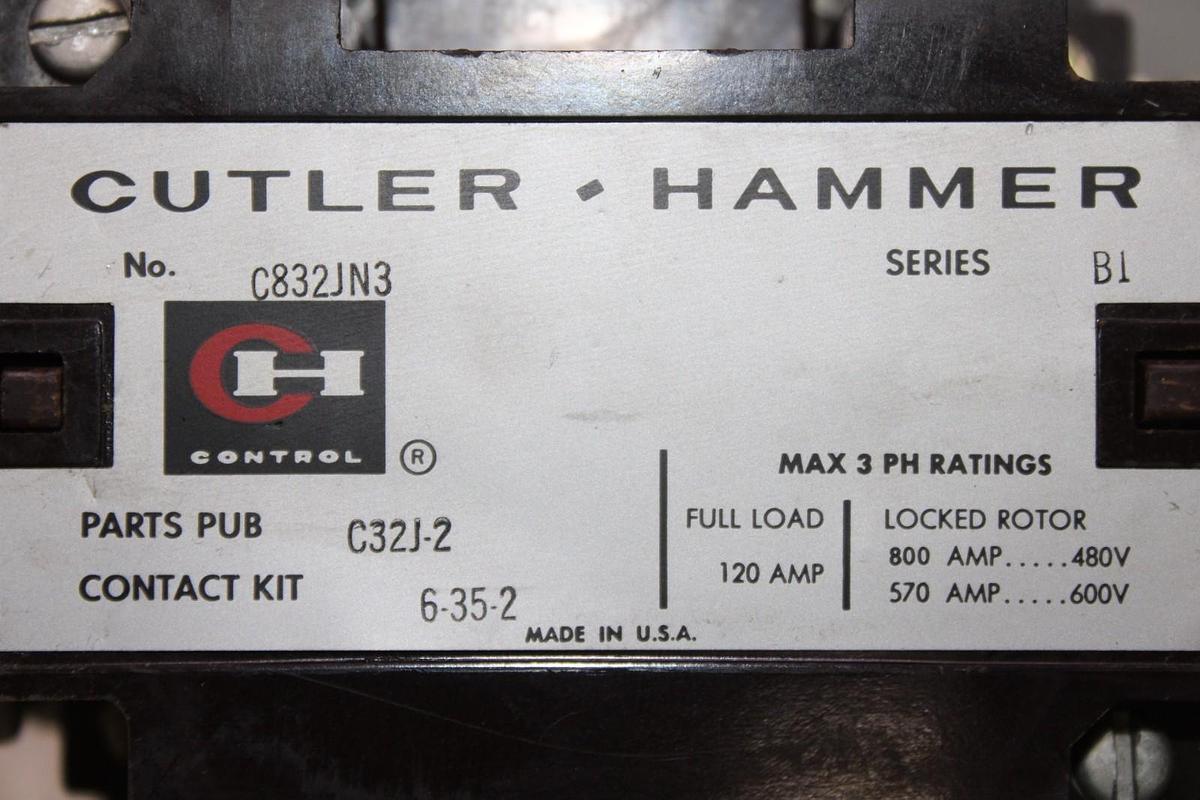 CUTLER-HAMMER
No. C832JN3 SERIES B1
CH
CONTROL ®
MAX 3 PH RATINGS
PARTS PUB C32J-2
FULL LOAD
120 AMP
LOCKED ROTOR
800 AMP.....480V
570 AMP.....600V
CONTACT KIT 6-35-2
MADE IN U.S.A.